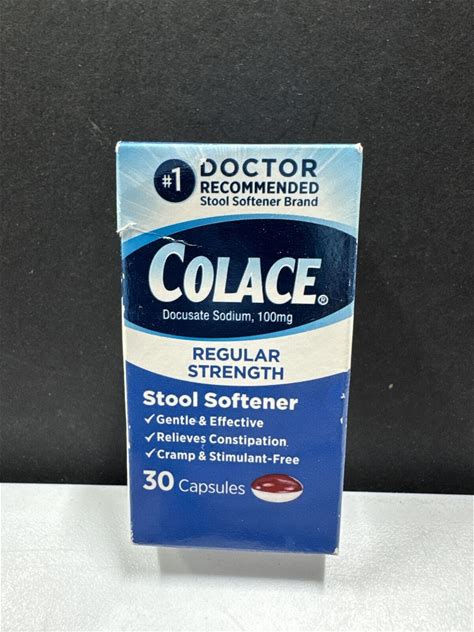 #1 DOCTOR
RECOMMENDED
Stool Softener Brand
COLACE®
Docusate Sodium, 100mg
REGULAR
STRENGTH
Stool Softener
✓Gentle & Effective
✓Relieves Constipation
✓Cramp & Stimulant-Free
30 Capsules